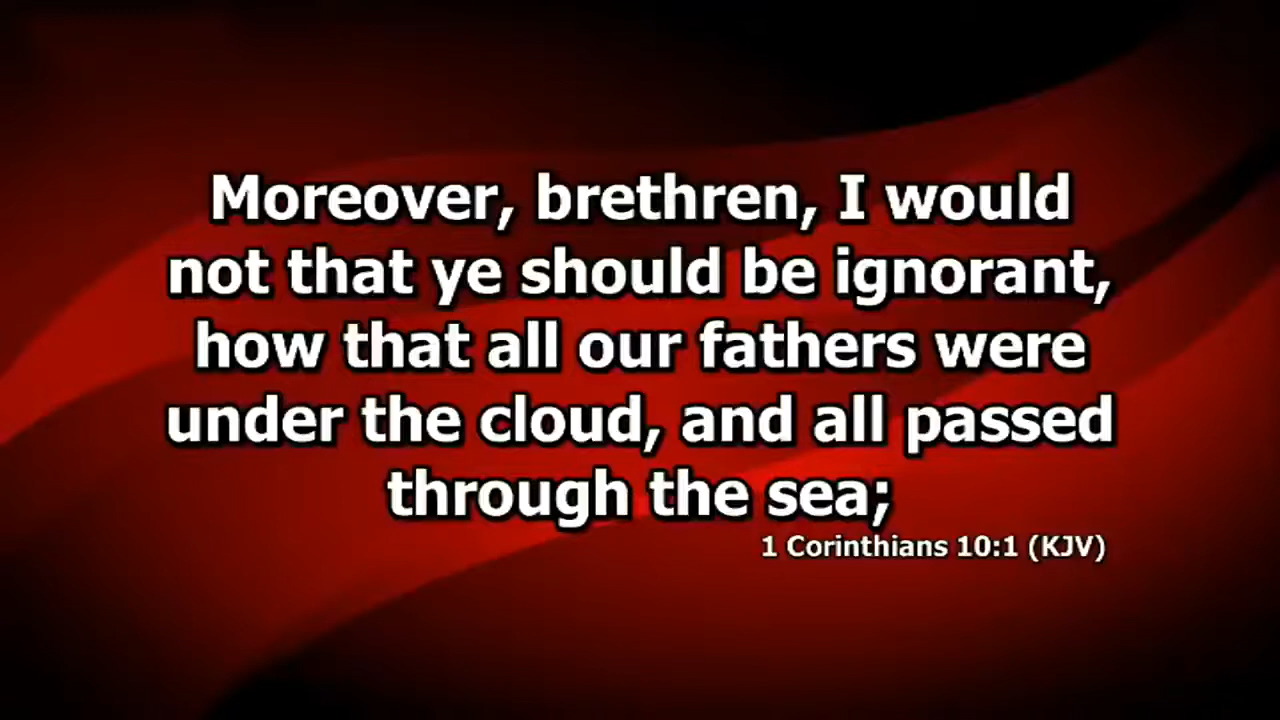 Moreover, brethren, I would
not that ye should be ignorant,
how that all our fathers were
under the cloud, and all passed
through the sea;
1 Corinthians 10:1 (KJV)